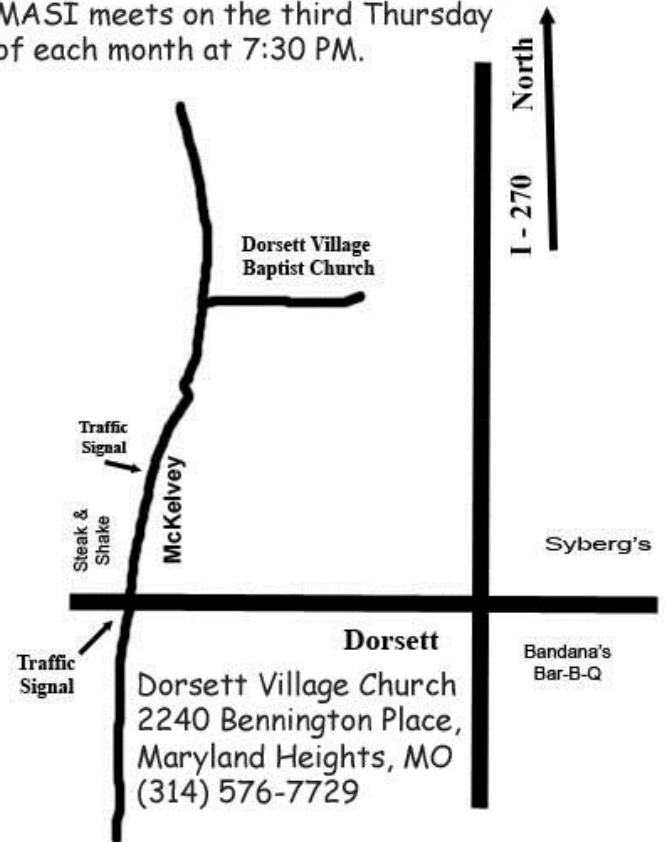 MASI meets on the third Thursday
of each month at 7:30 PM.
North
I - 270
Dorsett Village
Baptist Church
Traffic
Signal
McKelvey
Steak &
Shake
Syberg's
Dorsett
Traffic
Signal
Bandana's
Bar-B-Q
Dorsett Village Church
2240 Bennington Place,
Maryland Heights, MO
(314) 576-7729